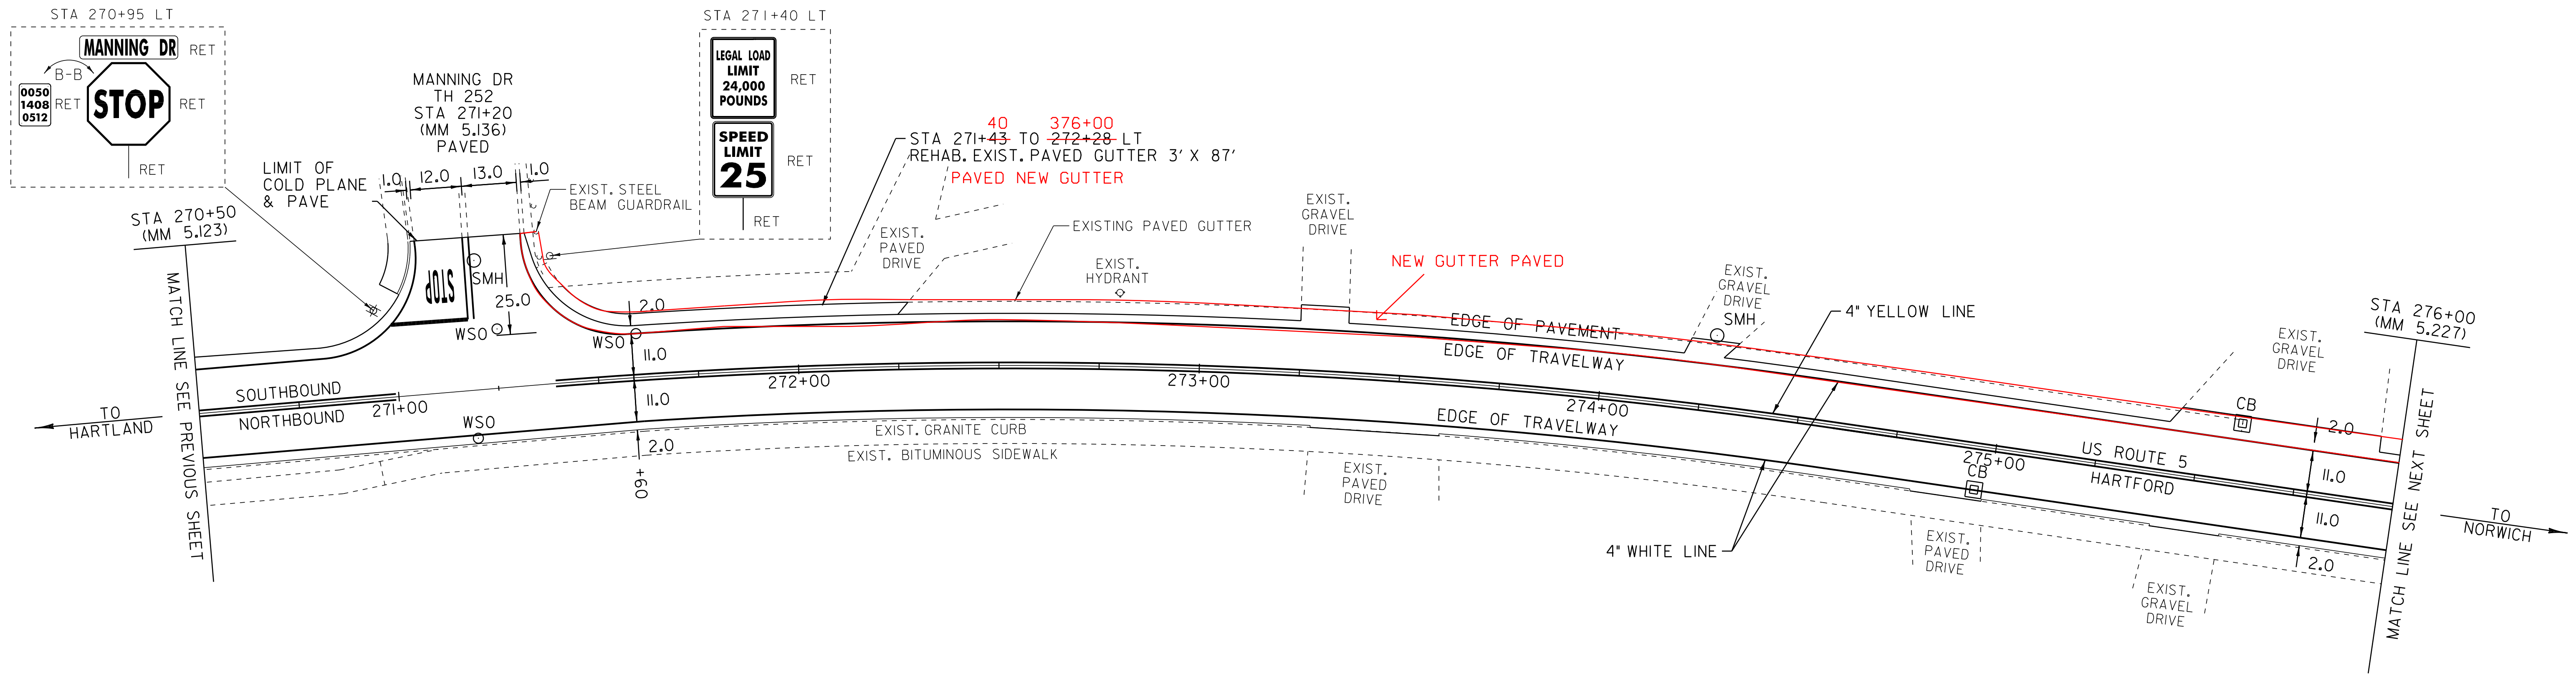 STA 270+95 LT
MANNING DR
RET
B-B
0050
1408
0512
RET
STOP
RET
RET
MANNING DR
TH 252
STA 271+20
(MM 5.136)
PAVED
LIMIT OF
COLD PLANE
& PAVE
1.0
12.0
13.0
1.0
EXIST. STEEL
BEAM GUARDRAIL
STA 271+40 LT
LEGAL LOAD
LIMIT
24,000
POUNDS
RET
SPEED
LIMIT
25
RET
RET
40 376+00
STA 271+43 TO 272+28 LT
REHAB. EXIST. PAVED GUTTER 3' X 87'
PAVED NEW GUTTER
EXIST.
PAVED
DRIVE
EXISTING PAVED GUTTER
EXIST.
HYDRANT
EXIST.
GRAVEL
DRIVE
NEW GUTTER PAVED
EXIST.
GRAVEL
DRIVE
SMH
4" YELLOW LINE
STA 276+00
(MM 5.227)
EXIST.
GRAVEL
DRIVE
CB
STA 270+50
(MM 5.123)
MATCH LINE SEE PREVIOUS SHEET
STOP
SMH
25.0
WSO
WSO
2.0
11.0
11.0
2.0
+60
EDGE OF PAVEMENT
EDGE OF TRAVELWAY
SOUTHBOUND
NORTHBOUND
271+00
272+00
273+00
274+00
275+00
TO
HARTLAND
WSO
EXIST. GRANITE CURB
EXIST. BITUMINOUS SIDEWALK
EDGE OF TRAVELWAY
EXIST.
PAVED
DRIVE
4" WHITE LINE
CB
US ROUTE 5
HARTFORD
2.0
11.0
11.0
2.0
EXIST.
PAVED
DRIVE
EXIST.
GRAVEL
DRIVE
MATCH LINE SEE NEXT SHEET
TO
NORWICH